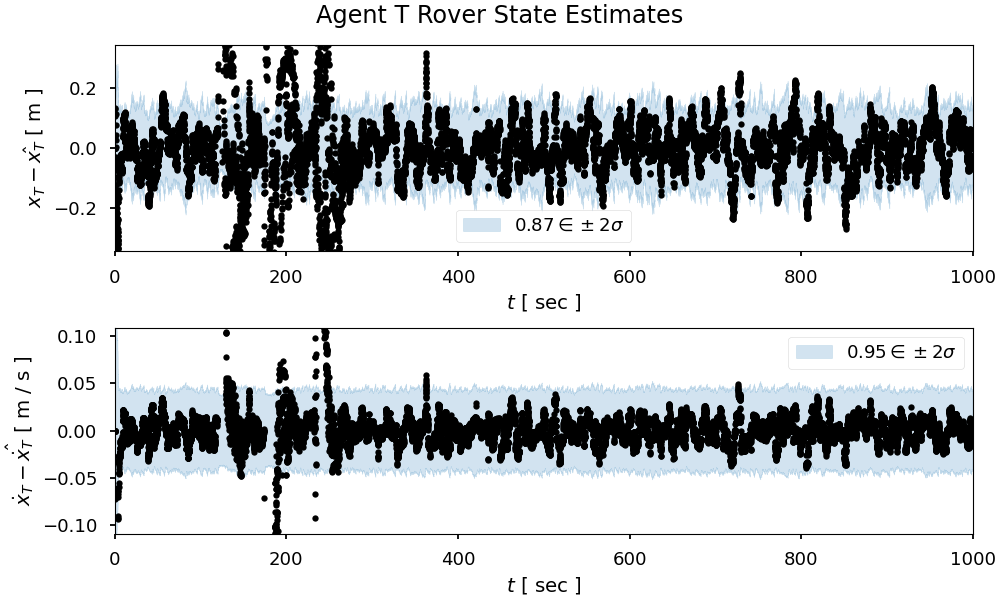 Agent T Rover State Estimates
x_T − x̂_T [ m ]
0.2
0.0
−0.2
0.87 ∈ ±2σ
0 200 400 600 800 1000
t [ sec ]
ẋ_T − ẋ̂_T [ m / s ]
0.10
0.05
0.00
−0.05
−0.10
0.95 ∈ ±2σ
0 200 400 600 800 1000
t [ sec ]